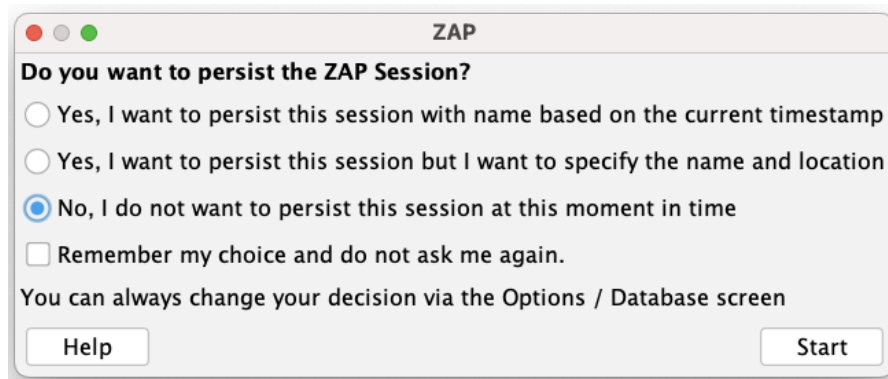 ZAP
Do you want to persist the ZAP Session?
Yes, I want to persist this session with name based on the current timestamp
Yes, I want to persist this session but I want to specify the name and location
No, I do not want to persist this session at this moment in time
Remember my choice and do not ask me again.
You can always change your decision via the Options / Database screen
Help Start